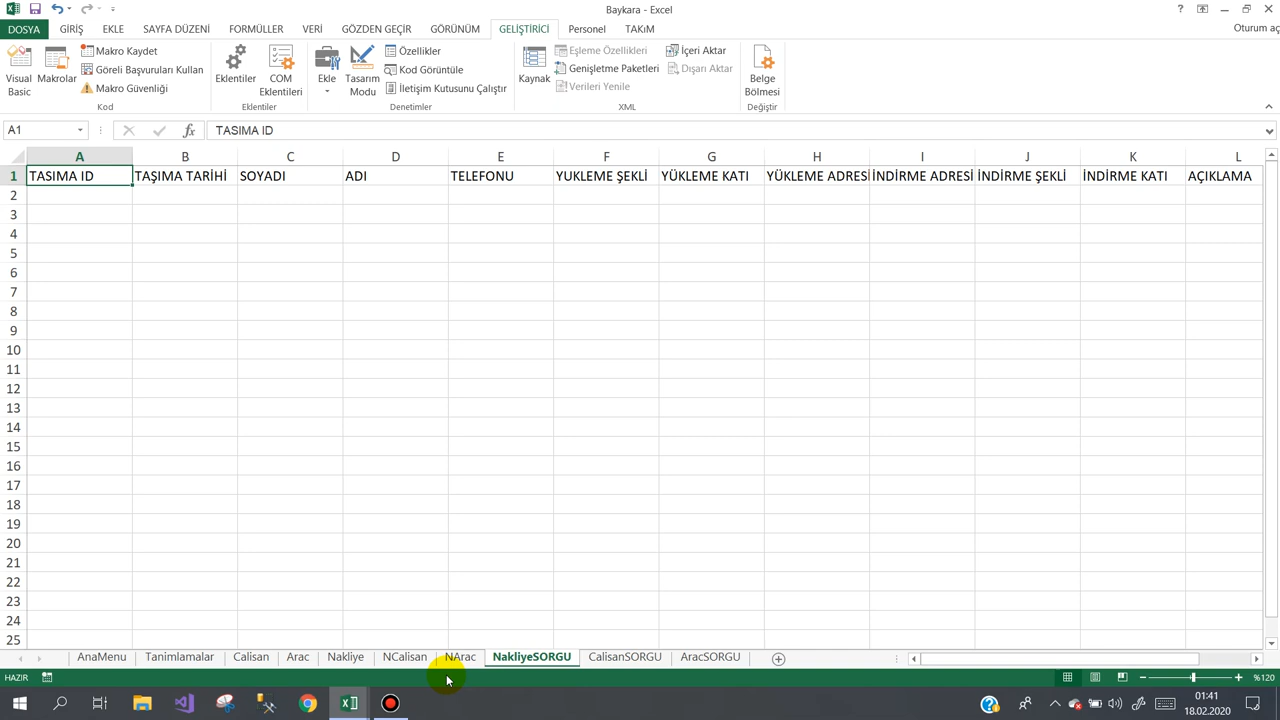 Baykara - Excel
DOSYA GİRİŞ EKLE SAYFA DÜZENİ FORMÜLLER VERİ GÖZDEN GEÇİR GÖRÜNÜM GELİŞTİRİCİ Personel TAKıM Oturum aç
Visual Basic
Makrolar
Makro Kaydet
Göreli Başvuruları Kullan
Makro Güvenliği
Kod
Eklentiler
COM Eklentileri
Eklentiler
Ekle
Tasarım Modu
Özellikler
Kod Görüntüle
İletişim Kutusunu Çalıştır
Denetimler
Kaynak
Eşleme Özellikleri
Genişletme Paketleri
Verileri Yenile
İçeri Aktar
Dışarı Aktar
XML
Belge Bölmesi
Değiştir
A1 fx TASIMA ID
A B C D E F G H I J K L
1 TASIMA ID TAŞIMA TARİHİ SOYADI ADI TELEFONU YUKLEME ŞEKLİ YÜKLEME KATI YÜKLEME ADRESİ İNDİRME ADRESİ İNDİRME ŞEKLİ İNDİRME KATI AÇIKLAMA
2
3
4
5
6
7
8
9
10
11
12
13
14
15
16
17
18
19
20
21
22
23
24
25
AnaMenu Tanimlamalar Calisan Arac Nakliye NCalisan NArac NakliyeSORGU CalisanSORGU AracSORGU
HAZIR %120
01:41
18.02.2020